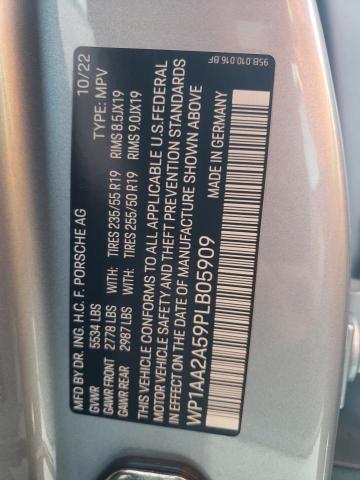 MFD BY DR. ING. H.C. F. PORSCHE AG 10/22
GVWR 5534 LBS TYPE: MPV
GAWR FRONT 2778 LBS WITH: TIRES 235/55 R19 RIMS 8.5JX19
GAWR REAR 2987 LBS WITH: TIRES 255/50 R19 RIMS 9.0JX19
THIS VEHICLE CONFORMS TO ALL APPLICABLE U.S.FEDERAL
MOTOR VEHICLE SAFETY AND THEFT PREVENTION STANDARDS
IN EFFECT ON THE DATE OF MANUFACTURE SHOWN ABOVE
WP1AA2A59PLB05909 MADE IN GERMANY
95B.010.016.BF